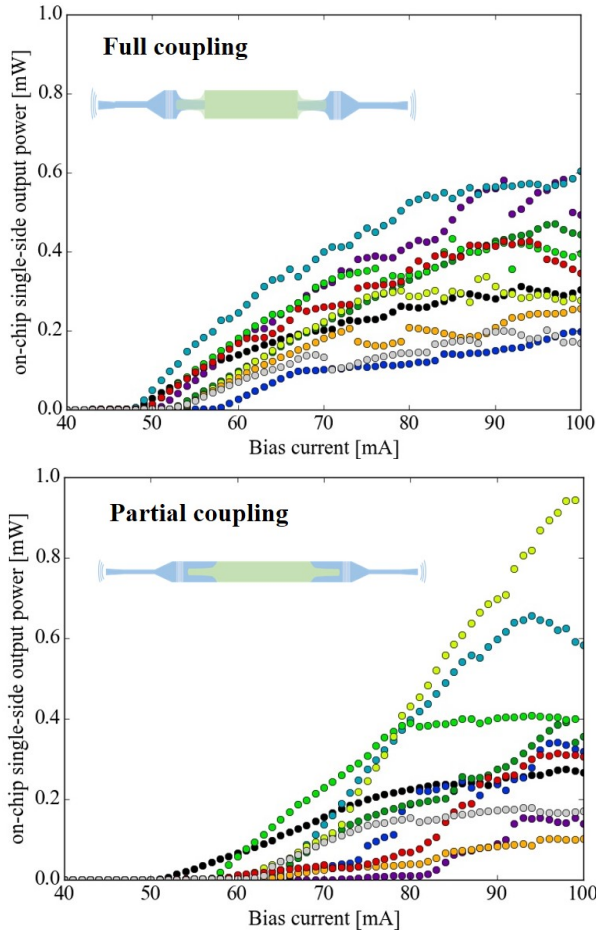 1.0
Full coupling
0.8
0.6
0.4
0.2
0.0
on-chip single-side output power [mW]
40 50 60 70 80 90 100
Bias current [mA]
1.0
Partial coupling
0.8
0.6
0.4
0.2
0.0
on-chip single-side output power [mW]
40 50 60 70 80 90 100
Bias current [mA]